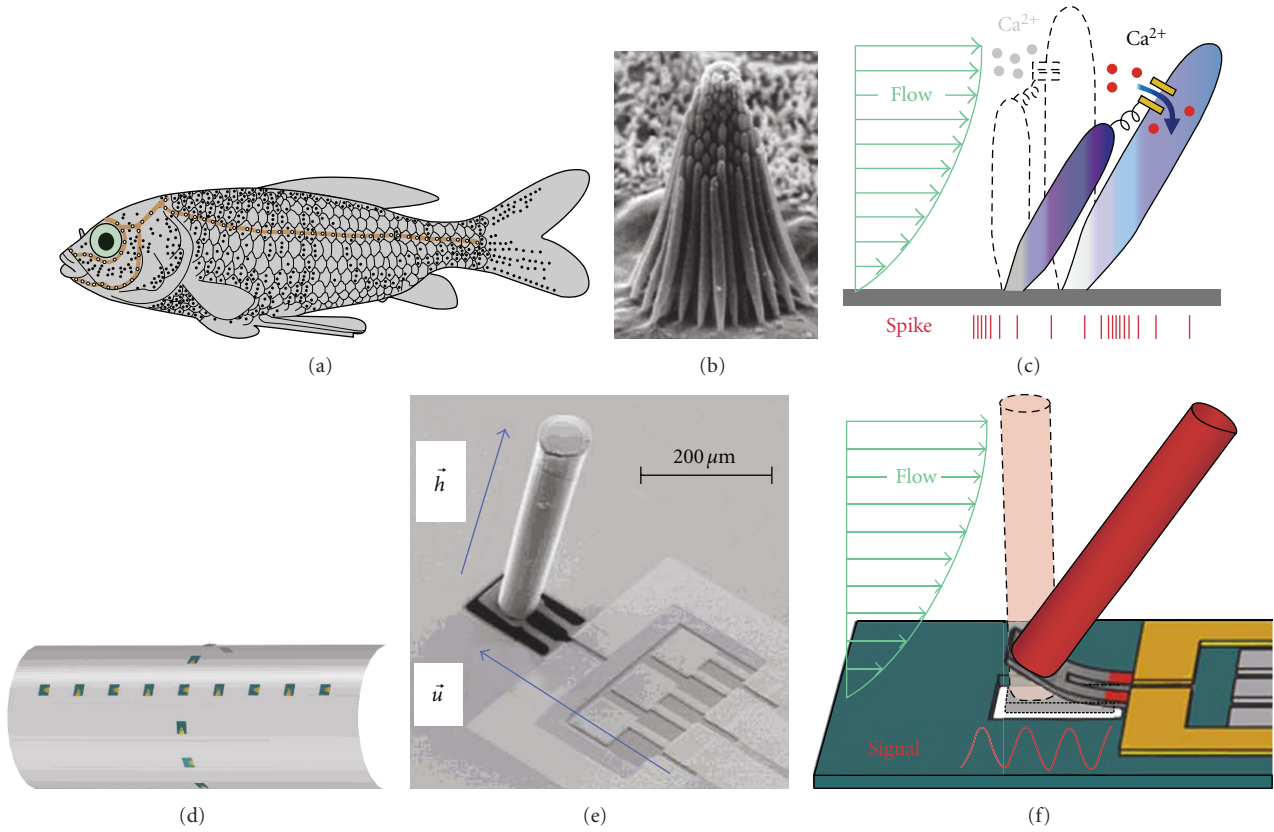 Ca²⁺
Ca²⁺
Flow
Spike
(a)
(b)
(c)
200 μm
h⃗
u⃗
Flow
Signal
(d)
(e)
(f)